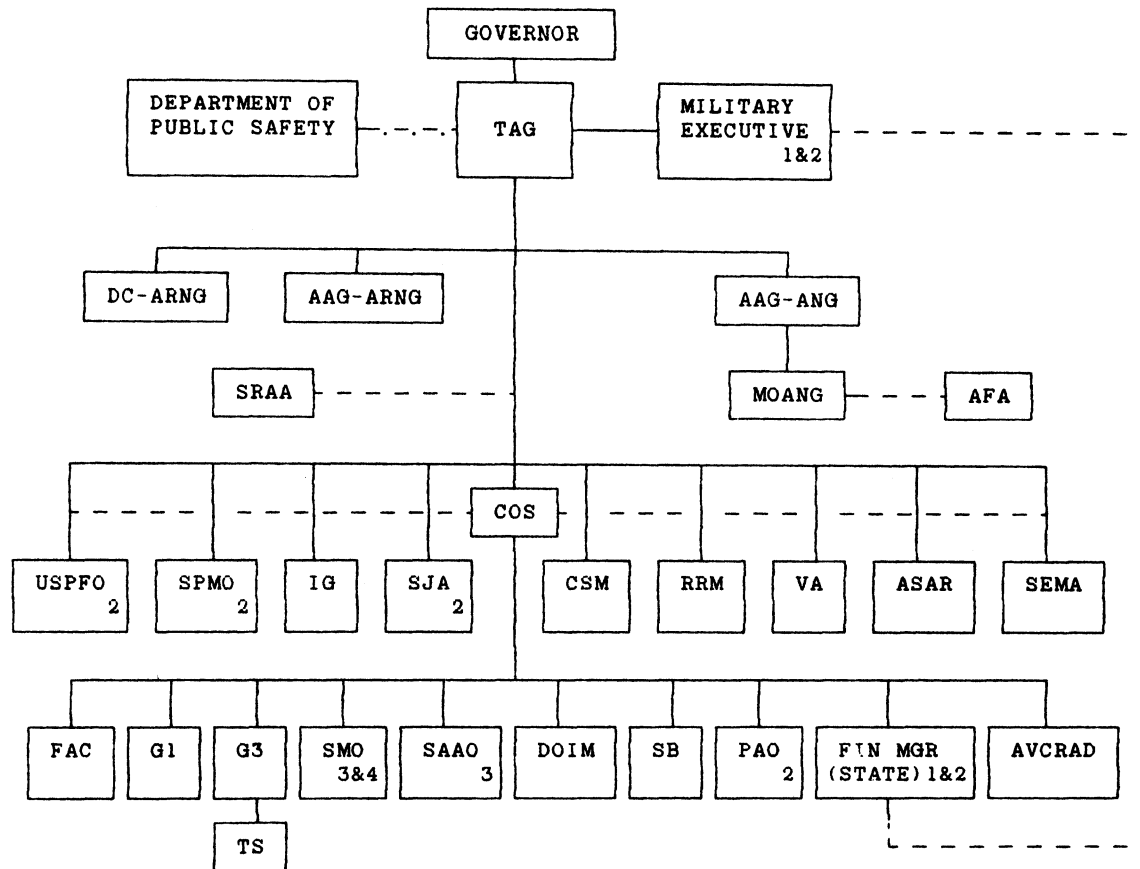 GOVERNOR
DEPARTMENT OF
PUBLIC SAFETY
TAG
MILITARY
EXECUTIVE
1&2
DC-ARNG
AAG-ARNG
AAG-ANG
SRAA
MOANG
AFA
COS
USPFO
2
SPMO
2
IG
SJA
2
CSM
RRM
VA
ASAR
SEMA
FAC
G1
G3
SMO
3&4
SAAO
3
DOIM
SB
PAO
2
FIN MGR
(STATE)1&2
AVCRAD
TS